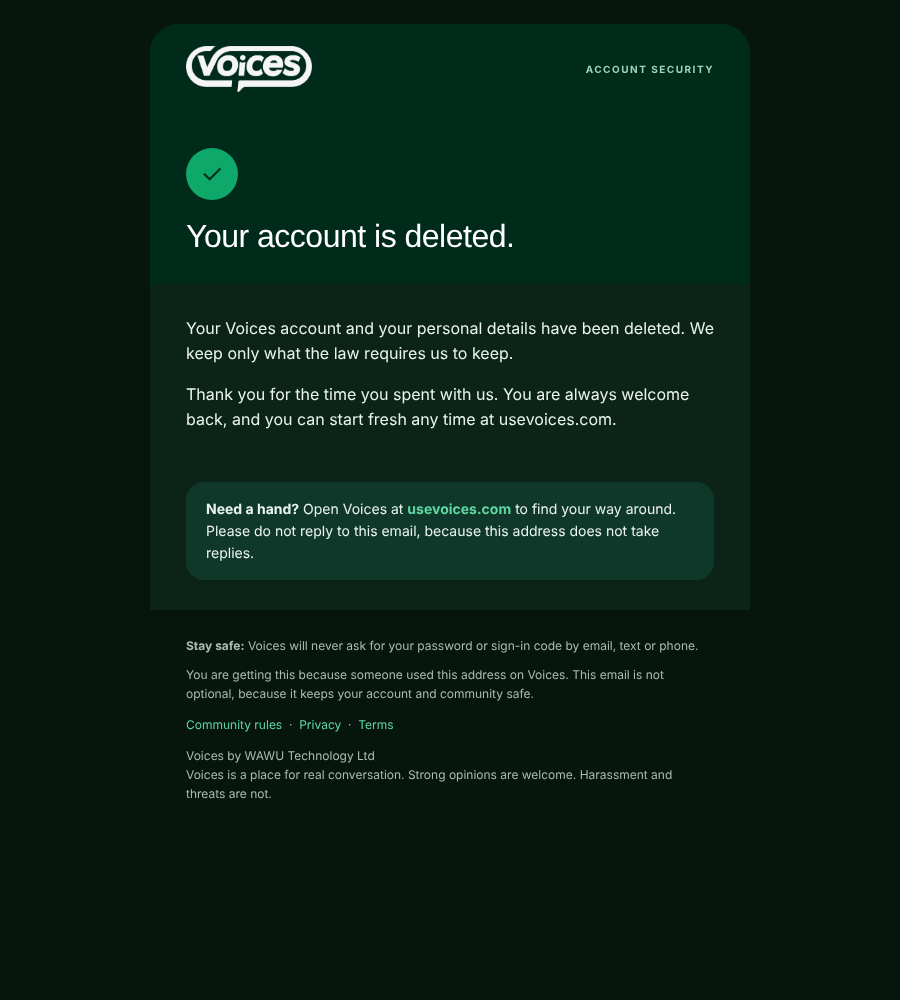 Voices
ACCOUNT SECURITY
Your account is deleted.
Your Voices account and your personal details have been deleted. We
keep only what the law requires us to keep.
Thank you for the time you spent with us. You are always welcome
back, and you can start fresh any time at usevoices.com.
Need a hand? Open Voices at usevoices.com to find your way around.
Please do not reply to this email, because this address does not take
replies.
Stay safe: Voices will never ask for your password or sign-in code by email, text or phone.
You are getting this because someone used this address on Voices. This email is not
optional, because it keeps your account and community safe.
Community rules · Privacy · Terms
Voices by WAWU Technology Ltd
Voices is a place for real conversation. Strong opinions are welcome. Harassment and
threats are not.